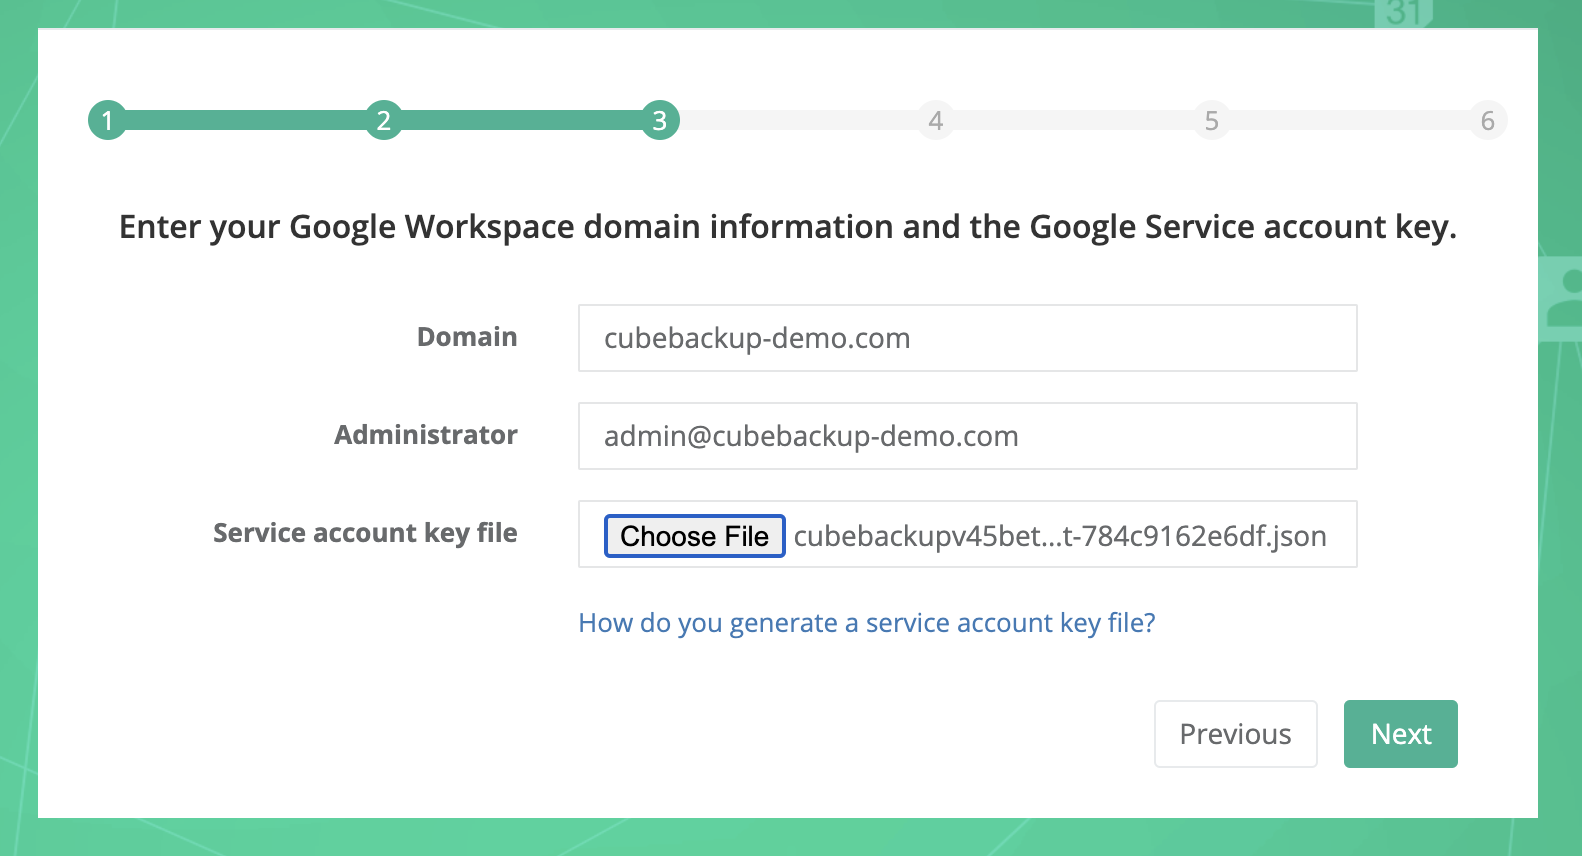 31
1 2 3 4 5 6
Enter your Google Workspace domain information and the Google Service account key.
Domain cubebackup-demo.com
Administrator admin@cubebackup-demo.com
Service account key file Choose File cubebackupv45bet...t-784c9162e6df.json
How do you generate a service account key file?
Previous Next